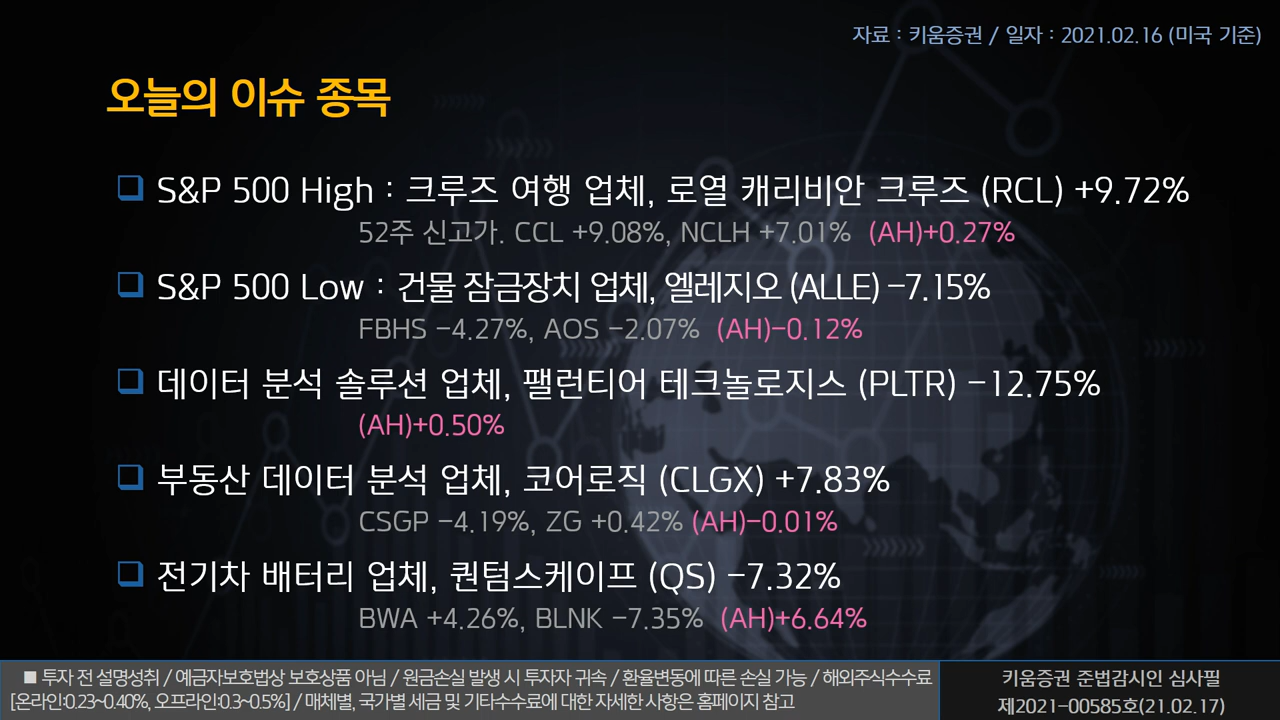 자료 : 키움증권 / 일자 : 2021.02.16 (미국 기준)
오늘의 이슈 종목
❑ S&P 500 High : 크루즈 여행 업체, 로열 캐리비안 크루즈 (RCL) +9.72%
52주 신고가. CCL +9.08%, NCLH +7.01% (AH)+0.27%
❑ S&P 500 Low : 건물 잠금장치 업체, 엘레지오 (ALLE) -7.15%
FBHS -4.27%, AOS -2.07% (AH)-0.12%
❑ 데이터 분석 솔루션 업체, 팰런티어 테크놀로지스 (PLTR) -12.75%
(AH)+0.50%
❑ 부동산 데이터 분석 업체, 코어로직 (CLGX) +7.83%
CSGP -4.19%, ZG +0.42% (AH)-0.01%
❑ 전기차 배터리 업체, 퀀텀스케이프 (QS) -7.32%
BWA +4.26%, BLNK -7.35% (AH)+6.64%
■ 투자 전 설명성취 / 예금자보호법상 보호상품 아님 / 원금손실 발생 시 투자자 귀속 / 환율변동에 따른 손실 가능 / 해외주식수수료
[온라인:0.23~0.40%, 오프라인:0.3~0.5%] / 매체별, 국가별 세금 및 기타수수료에 대한 자세한 사항은 홈페이지 참고
키움증권 준법감시인 심사필
제2021-00585호(21.02.17)